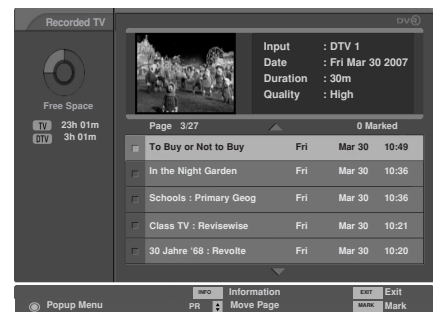 Recorded TV
DVR
Input : DTV 1
Date : Fri Mar 30 2007
Duration : 30m
Quality : High
Free Space
TV 23h 01m
DTV 3h 01m
Page 3/27 0 Marked
To Buy or Not to Buy Fri Mar 30 10:49
In the Night Garden Fri Mar 30 10:36
Schools : Primary Geog Fri Mar 30 10:36
Class TV : Revisewise Fri Mar 30 10:21
30 Jahre ‘68 : Revolte Fri Mar 30 10:20
INFO Information EXIT Exit
Popup Menu PR Move Page MARK Mark